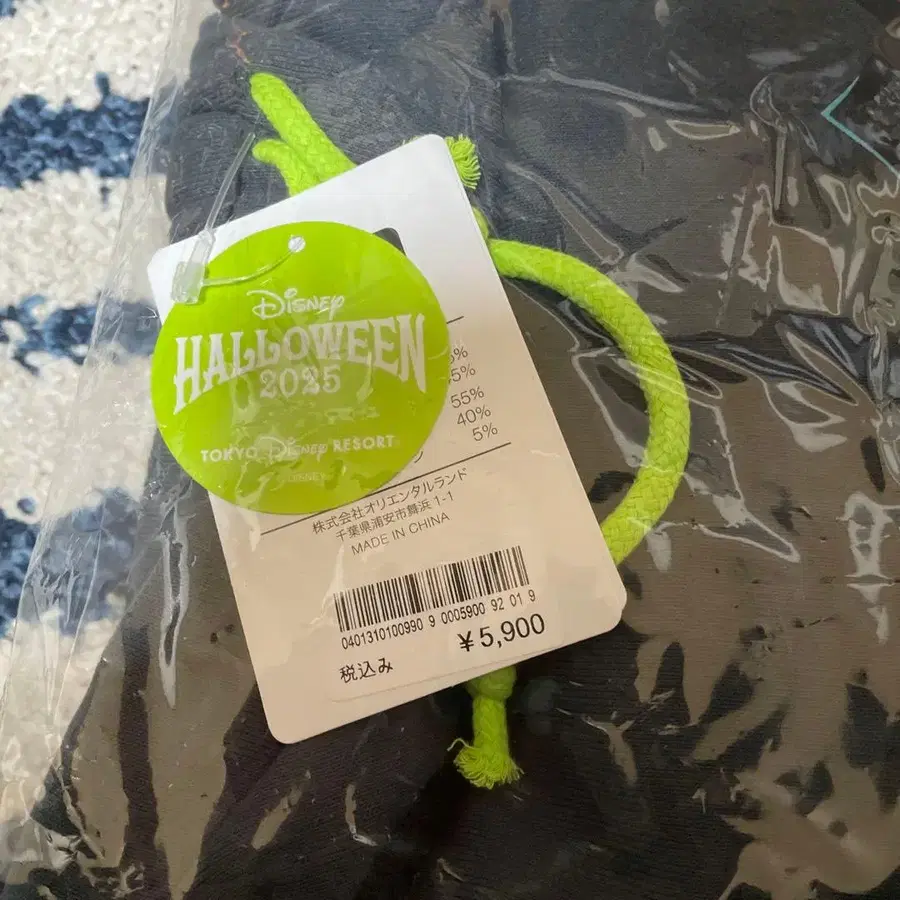 Disney
HALLOWEEN
2025
TOKYO Disney RESORT
©DISNEY
5%
55%
40%
5%
株式会社オリエンタルランド
千葉県浦安市舞浜1-1
MADE IN CHINA
0401310100990 9 0005900 92 01 9
¥5,900
税込み